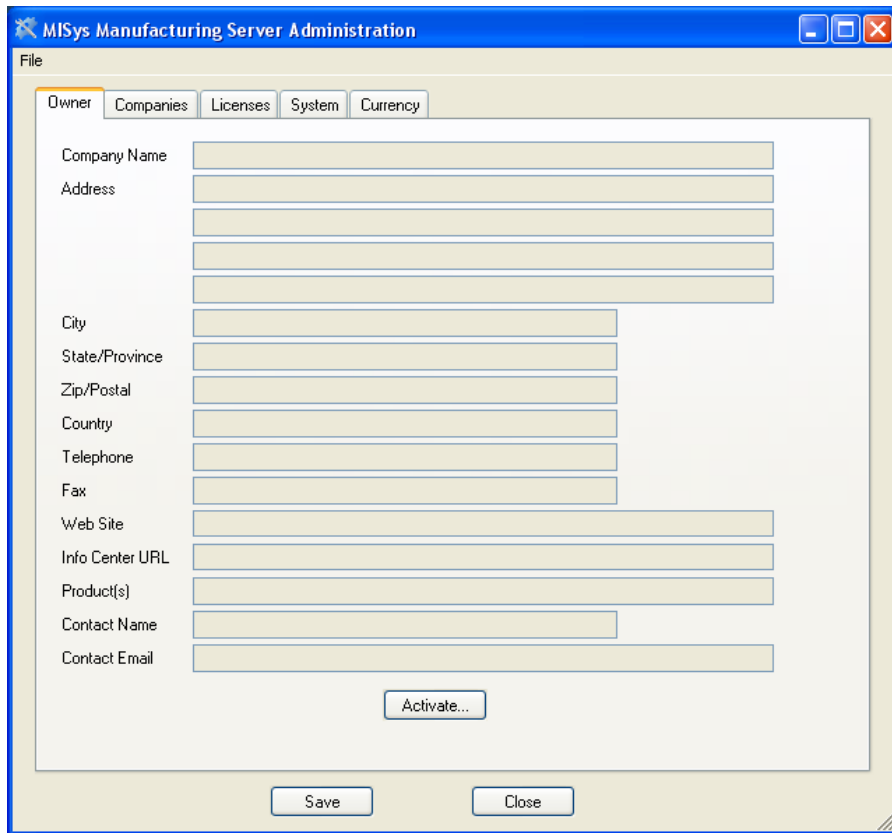 MISys Manufacturing Server Administration
File
Owner Companies Licenses System Currency
Company Name
Address
City
State/Province
Zip/Postal
Country
Telephone
Fax
Web Site
Info Center URL
Product(s)
Contact Name
Contact Email
Activate...
Save Close